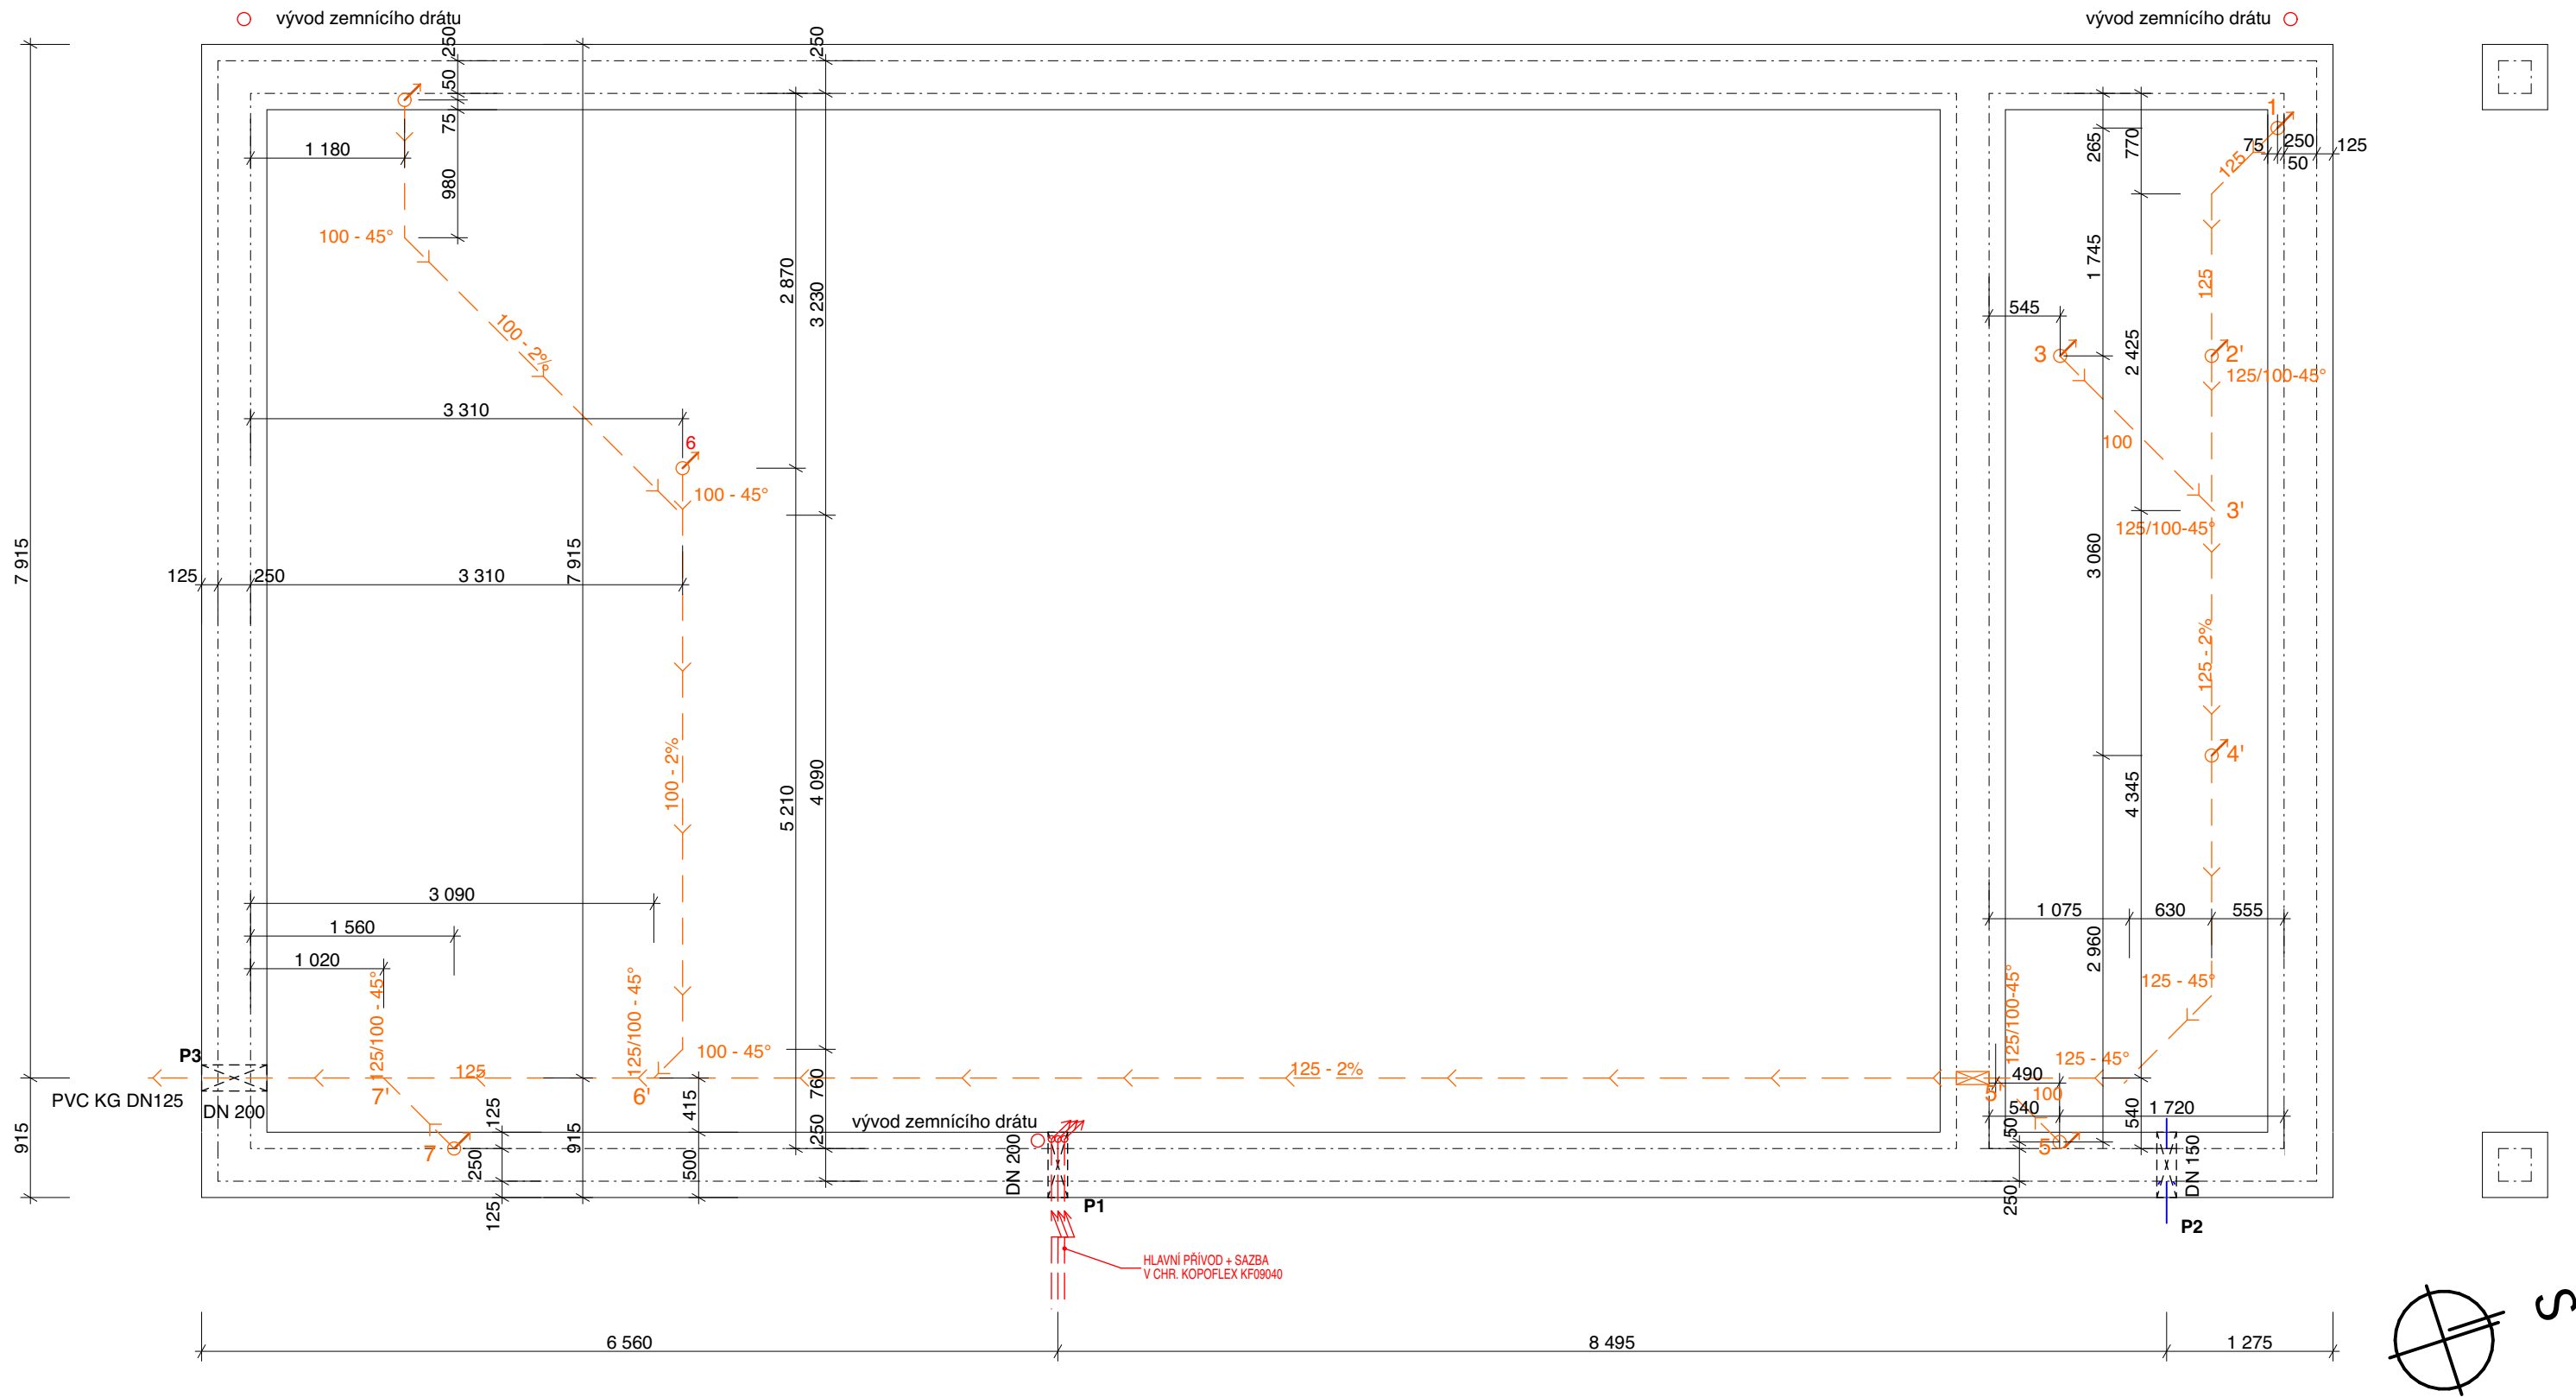 vývod zemnícího drátu
vývod zemnícího drátu
250
250
50
75
1 180
980
100 - 45°
1
265
770
75
250
125
50
125
1 745
125
2 870
3 230
545
100 - 2%
3
2'
2 425
125/100-45°
3 310
6
100
100 - 45°
3'
125/100-45°
7 915
7 915
3 060
125
250
3 310
125 - 2%
4'
100 - 2%
5 210
4 090
4 345
3 090
1 560
1 020
1 075
630
555
2 960
125 - 45°
125/100 - 45°
125/100 - 45°
125/100-45°
P3
100 - 45°
125
125 - 2%
125 - 45°
760
490
5'
100
PVC KG DN125
DN 200
7'
6'
125
415
540
1 720
540
vývod zemnícího drátu
250
50
915
915
7
250
500
DN 200
5
DN 150
125
250
P1
P2
HLAVNÍ PŘÍVOD + SAZBA
V CHR. KOPOFLEX KF09040
S
6 560
8 495
1 275